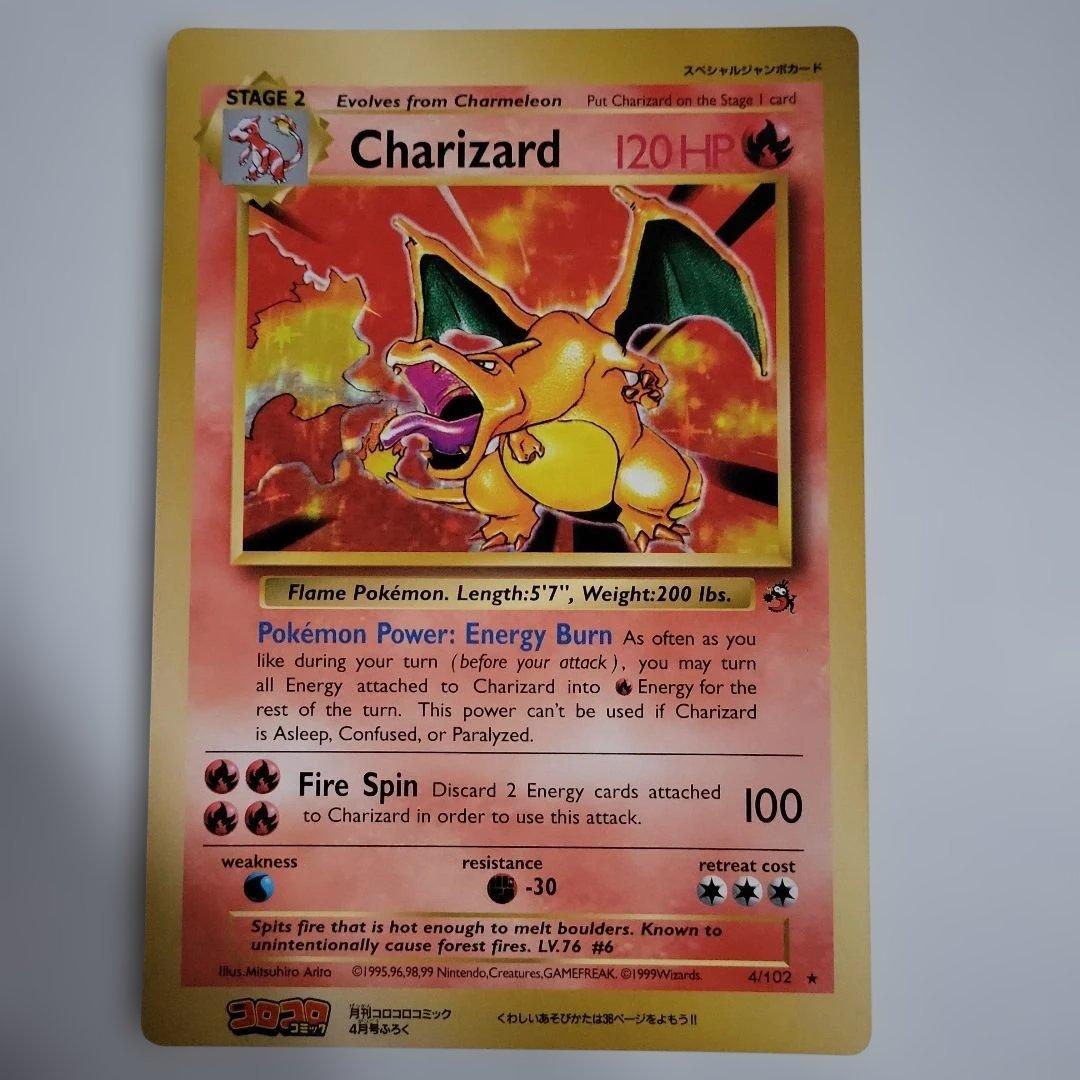 スペシャルジャンボカード
STAGE 2 Evolves from Charmeleon Put Charizard on the Stage 1 card
Charizard 120 HP
Flame Pokémon. Length:5'7", Weight:200 lbs.
Pokémon Power: Energy Burn As often as you
like during your turn (before your attack), you may turn
all Energy attached to Charizard into Energy for the
rest of the turn. This power can't be used if Charizard
is Asleep, Confused, or Paralyzed.
Fire Spin Discard 2 Energy cards attached
to Charizard in order to use this attack.
100
weakness resistance retreat cost
-30
Spits fire that is hot enough to melt boulders. Known to
unintentionally cause forest fires. LV.76 #6
Illus.Mitsuhiro Arita ©1995,96,98,99 Nintendo,Creatures,GAMEFREAK. ©1999Wizards. 4/102 ★
コロコロ
コミック
げっかん
月刊コロコロコミック
4月号ふろく
くわしいあそびかたは38ページをよもう!!